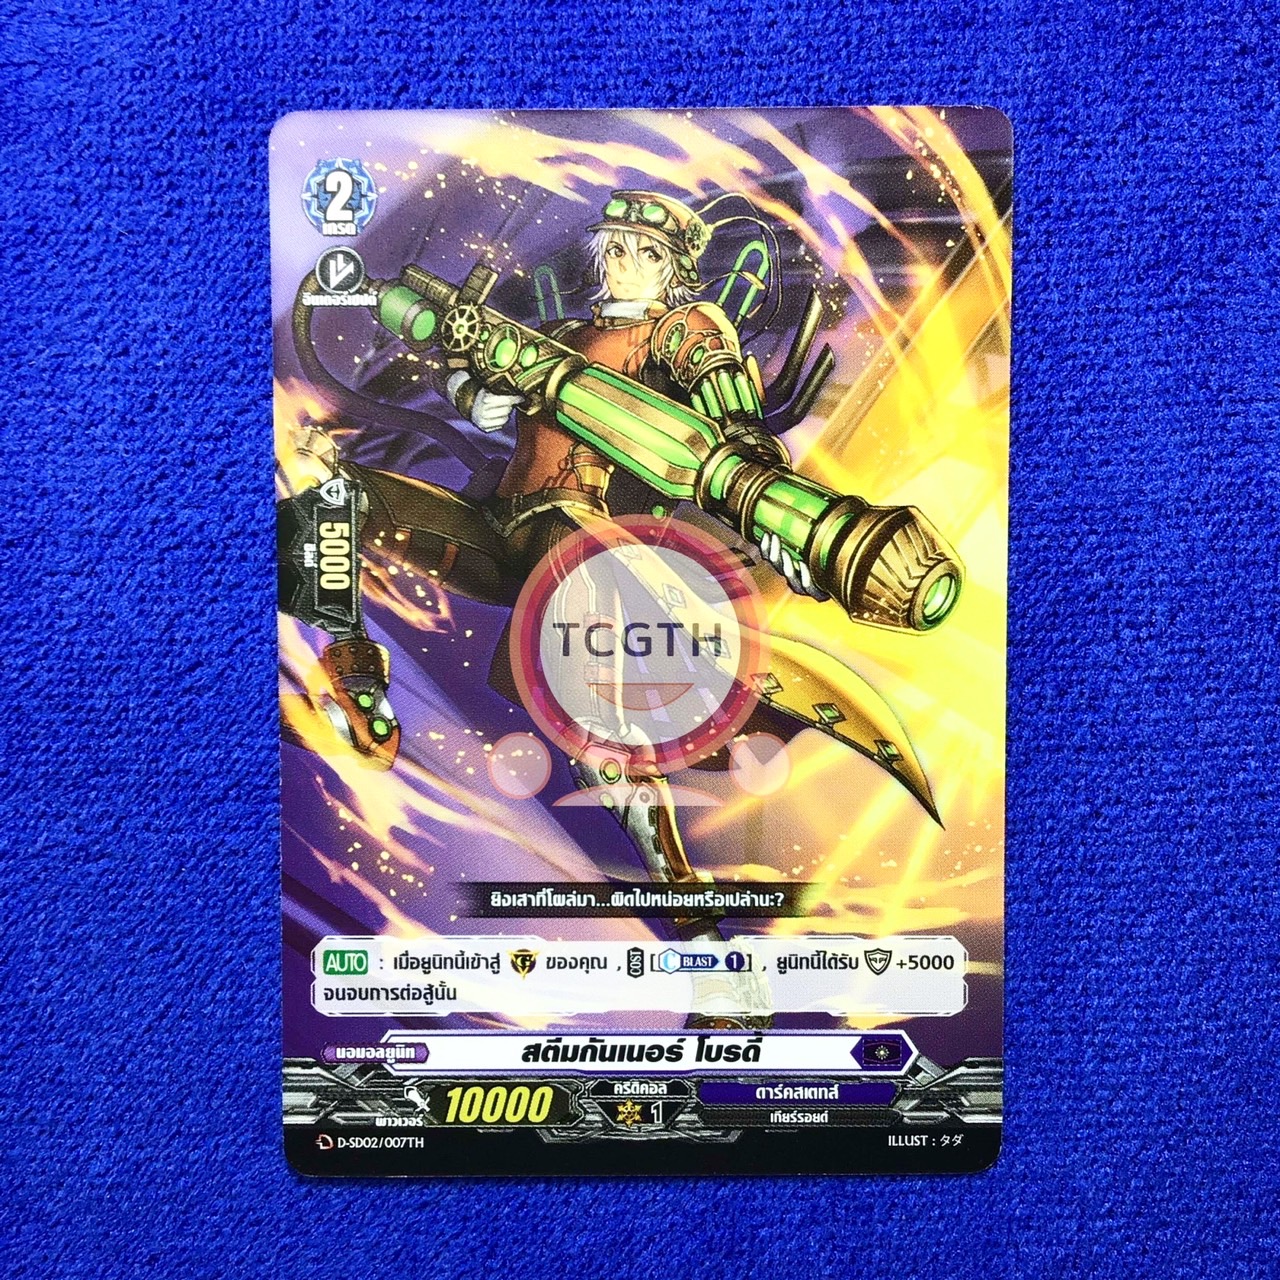 2
เกรด
อินเตอร์เซปต์
5000
ชิลด์
TCGTH
ยิงเสาที่โผล่มา...ผิดไปหน่อยหรือเปล่านะ?
AUTO : เมื่อยูนิทนี้เข้าสู่ G ของคุณ , COST [C BLAST 1] , ยูนิทนี้ได้รับ +5000
จนจบการต่อสู้นั้น
นอมอลยูนิท สตีมกันเนอร์ โบรดี้
พาวเวอร์ 10000 คริติคอล 1 ดาร์คสเตทส์
เกียร์รอยด์
D-SD02/007TH ILLUST : タダ